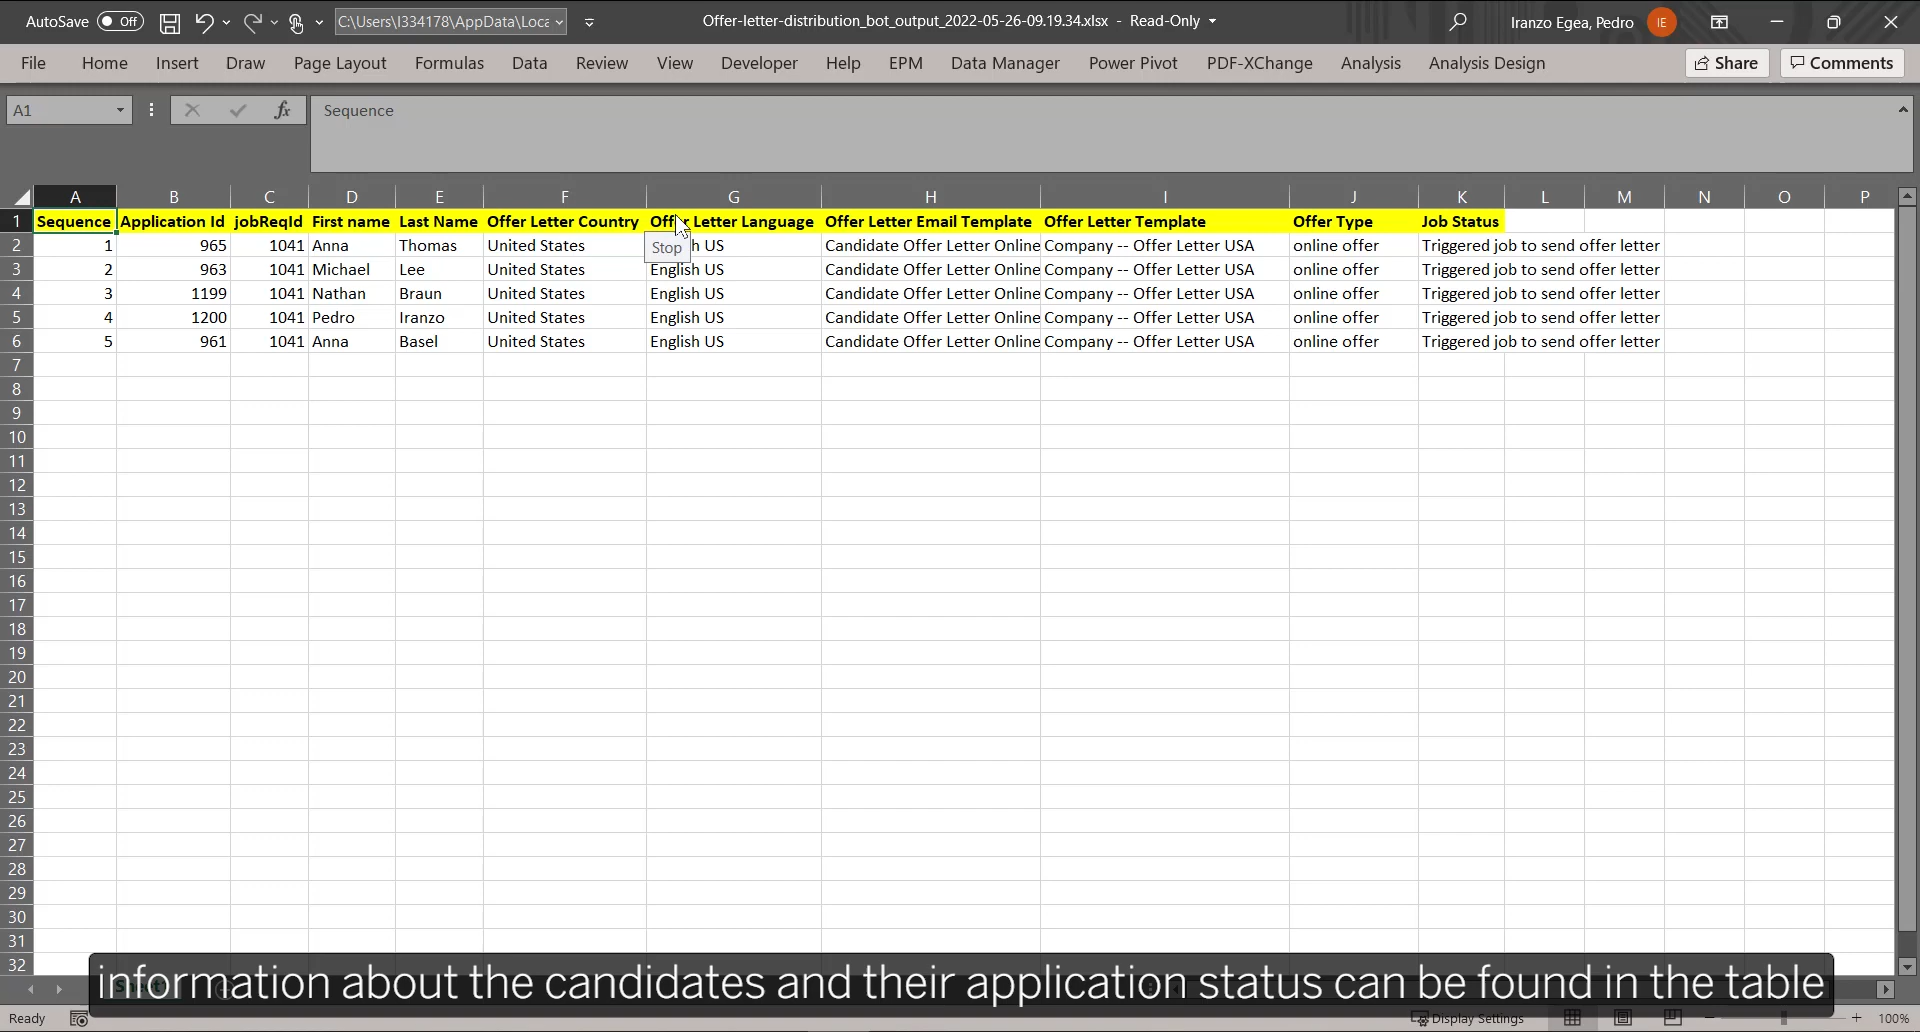 AutoSave Off C:\Users\I334178\AppData\Loca Offer-letter-distribution_bot_output_2022-05-26-09.19.34.xlsx - Read-Only Iranzo Egea, Pedro IE
File Home Insert Draw Page Layout Formulas Data Review View Developer Help EPM Data Manager Power Pivot PDF-XChange Analysis Analysis Design Share Comments
A1 fx Sequence
A B C D E F G H I J K L M N O P
1 Sequence Application Id jobReqId First name Last Name Offer Letter Country Offer Letter Language Offer Letter Email Template Offer Letter Template Offer Type Job Status
2 1 965 1041 Anna Thomas United States h US Candidate Offer Letter Online Company -- Offer Letter USA online offer Triggered job to send offer letter
Stop
3 2 963 1041 Michael Lee United States English US Candidate Offer Letter Online Company -- Offer Letter USA online offer Triggered job to send offer letter
4 3 1199 1041 Nathan Braun United States English US Candidate Offer Letter Online Company -- Offer Letter USA online offer Triggered job to send offer letter
5 4 1200 1041 Pedro Iranzo United States English US Candidate Offer Letter Online Company -- Offer Letter USA online offer Triggered job to send offer letter
6 5 961 1041 Anna Basel United States English US Candidate Offer Letter Online Company -- Offer Letter USA online offer Triggered job to send offer letter
7
8
9
10
11
12
13
14
15
16
17
18
19
20
21
22
23
24
25
26
27
28
29
30
31
32
information about the candidates and their application status can be found in the table
Ready Display Settings 100%